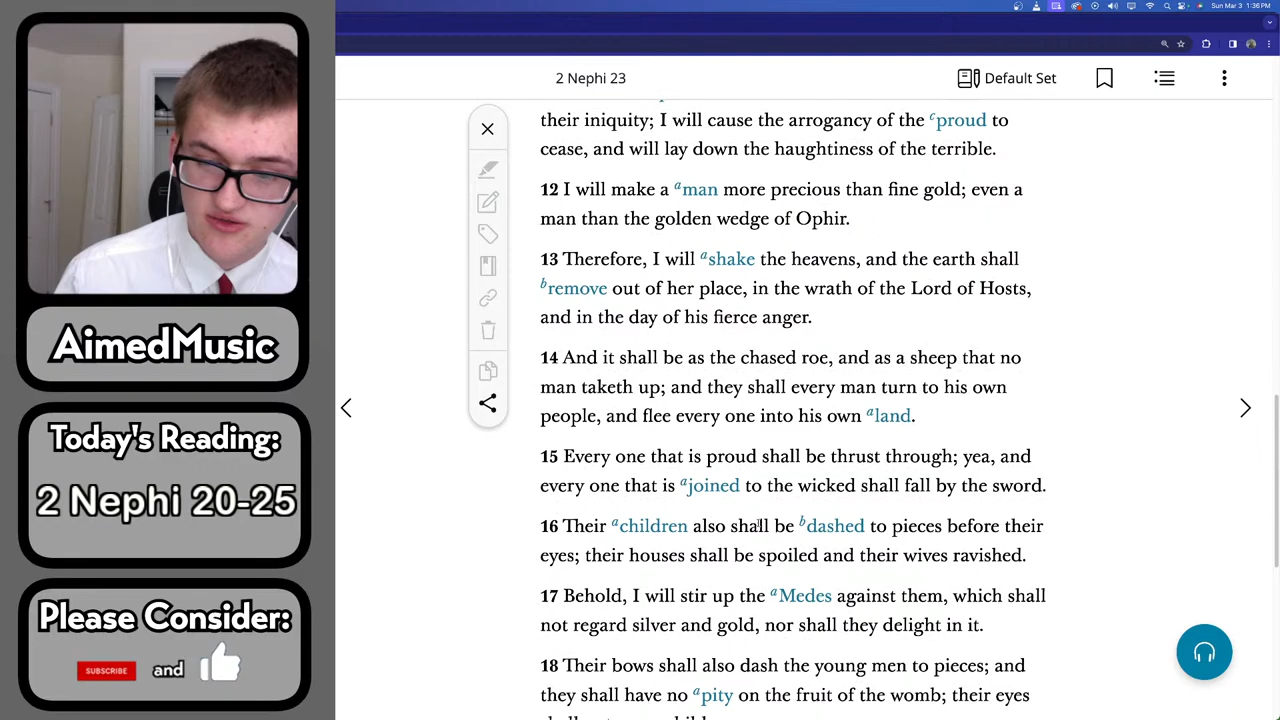 Sun Mar 3 1:36 PM
2 Nephi 23
Default Set
their iniquity; I will cause the arrogancy of the cproud to
cease, and will lay down the haughtiness of the terrible.
12 I will make a aman more precious than fine gold; even a
man than the golden wedge of Ophir.
13 Therefore, I will ashake the heavens, and the earth shall
bremove out of her place, in the wrath of the Lord of Hosts,
and in the day of his fierce anger.
14 And it shall be as the chased roe, and as a sheep that no
man taketh up; and they shall every man turn to his own
people, and flee every one into his own aland.
15 Every one that is proud shall be thrust through; yea, and
every one that is ajoined to the wicked shall fall by the sword.
16 Their achildren also shall be bdashed to pieces before their
eyes; their houses shall be spoiled and their wives ravished.
17 Behold, I will stir up the aMedes against them, which shall
not regard silver and gold, nor shall they delight in it.
18 Their bows shall also dash the young men to pieces; and
they shall have no apity on the fruit of the womb; their eyes
AimedMusic
Today's Reading:
2 Nephi 20-25
Please Consider:
SUBSCRIBE and